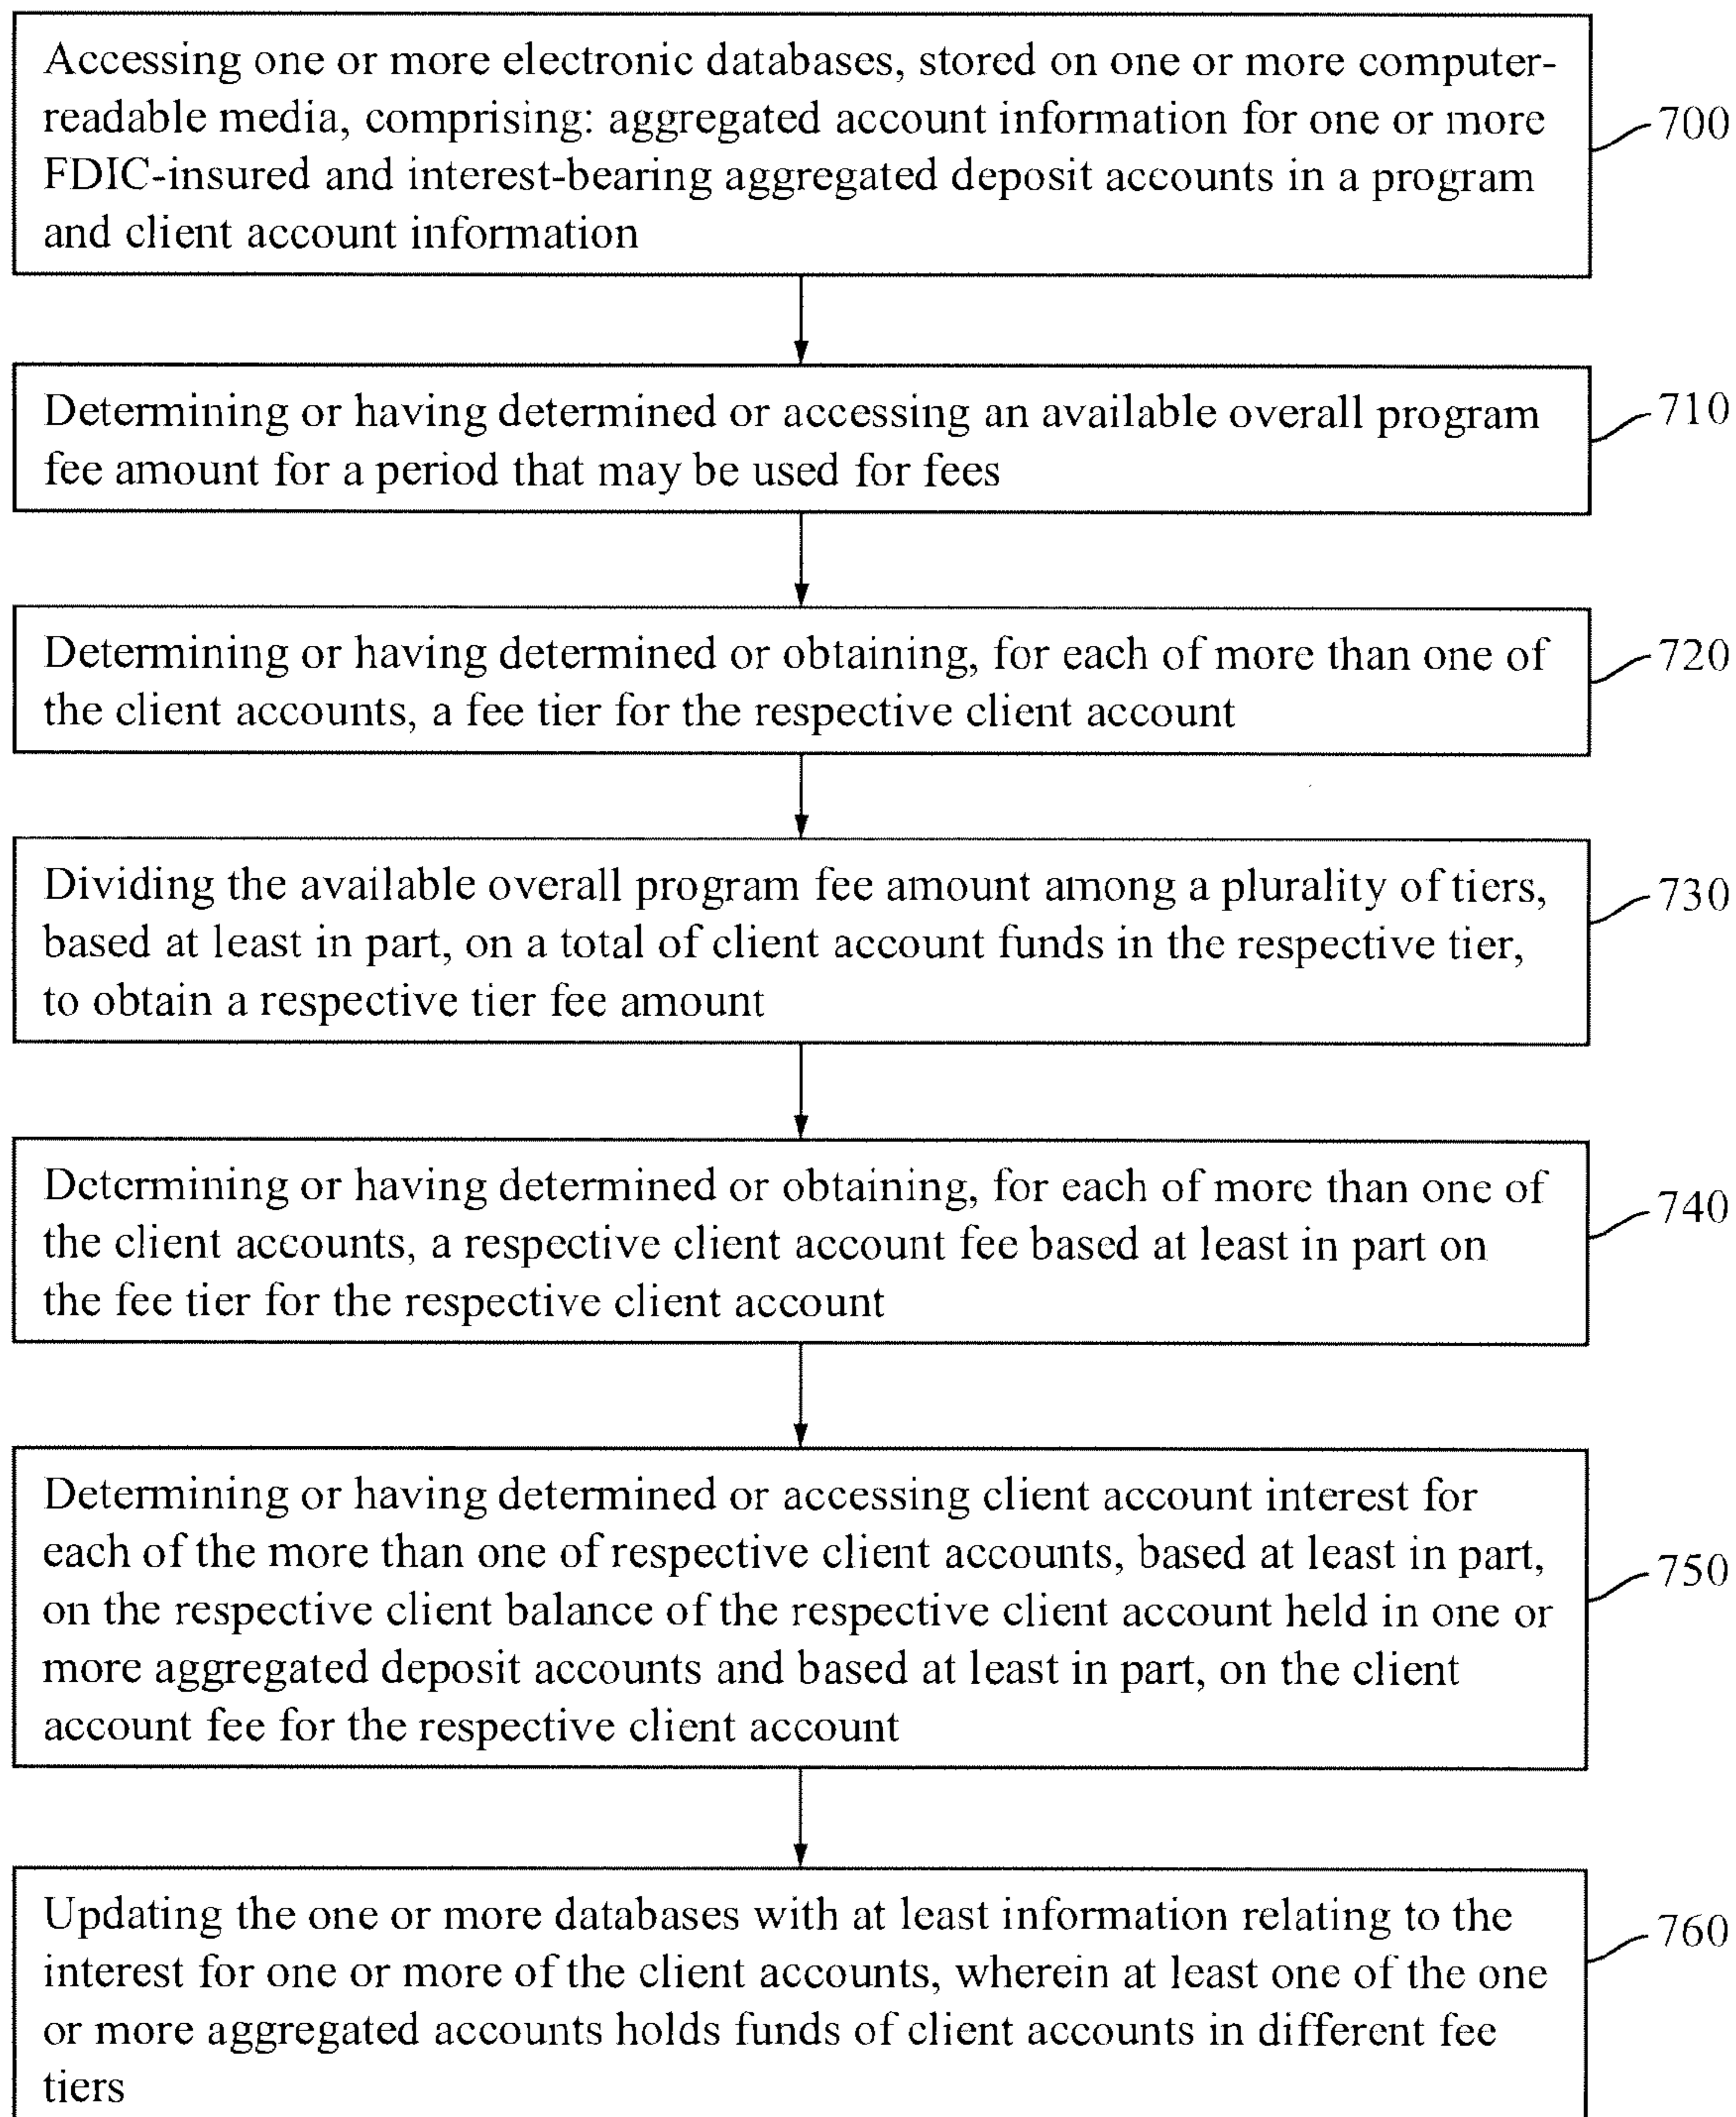 Accessing one or more electronic databases, stored on one or more computer-
readable media, comprising: aggregated account information for one or more
FDIC-insured and interest-bearing aggregated deposit accounts in a program
and client account information
700
Determining or having determined or accessing an available overall program
fee amount for a period that may be used for fees
710
Determining or having determined or obtaining, for each of more than one of
the client accounts, a fee tier for the respective client account
720
Dividing the available overall program fee amount among a plurality of tiers,
based at least in part, on a total of client account funds in the respective tier,
to obtain a respective tier fee amount
730
Determining or having determined or obtaining, for each of more than one of
the client accounts, a respective client account fee based at least in part on
the fee tier for the respective client account
740
Determining or having determined or accessing client account interest for
each of the more than one of respective client accounts, based at least in part,
on the respective client balance of the respective client account held in one or
more aggregated deposit accounts and based at least in part, on the client
account fee for the respective client account
750
Updating the one or more databases with at least information relating to the
interest for one or more of the client accounts, wherein at least one of the one
or more aggregated accounts holds funds of client accounts in different fee
tiers
760